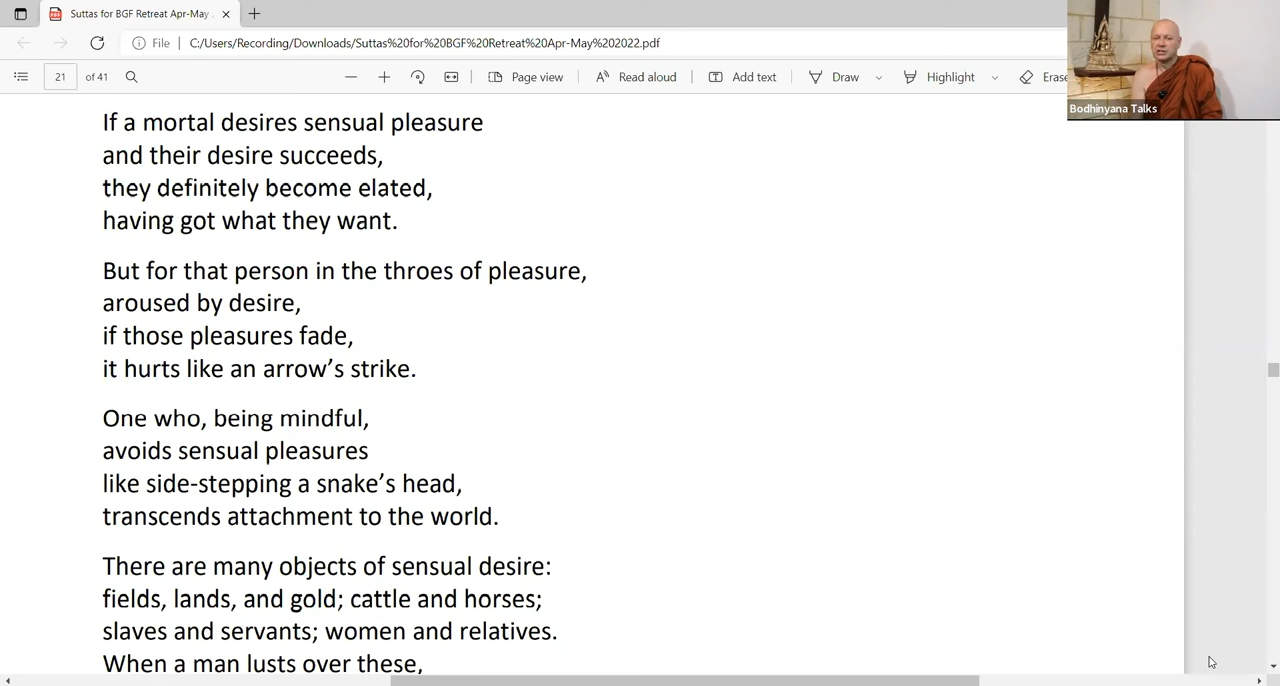 Suttas for BGF Retreat Apr-May
File C:/Users/Recording/Downloads/Suttas%20for%20BGF%20Retreat%20Apr-May%202022.pdf
21 of 41 Page view Read aloud Add text Draw Highlight Erase
Bodhinyana Talks
If a mortal desires sensual pleasure
and their desire succeeds,
they definitely become elated,
having got what they want.
But for that person in the throes of pleasure,
aroused by desire,
if those pleasures fade,
it hurts like an arrow’s strike.
One who, being mindful,
avoids sensual pleasures
like side-stepping a snake’s head,
transcends attachment to the world.
There are many objects of sensual desire:
fields, lands, and gold; cattle and horses;
slaves and servants; women and relatives.
When a man lusts over these,